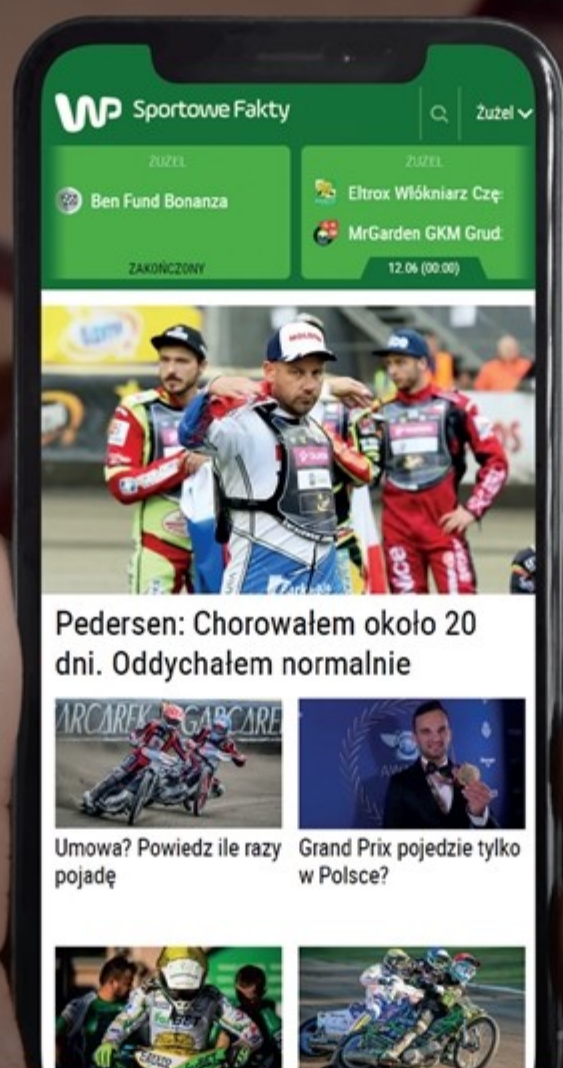 WP Sportowe Fakty
Żużel
ŻUŻEL
Ben Fund Bonanza
ZAKOŃCZONY
ŻUŻEL
Eltrox Włókniarz Czę:
MrGarden GKM Grud:
12.06 (00:00)
Pedersen: Chorowałem około 20
dni. Oddychałem normalnie
Umowa? Powiedz ile razy
pojadę
Grand Prix pojedzie tylko
w Polsce?